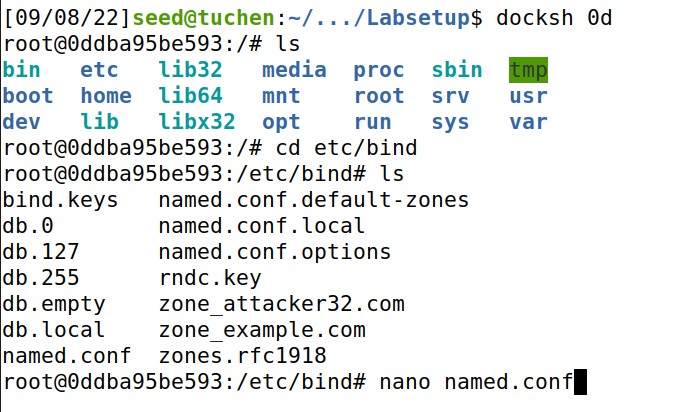 [09/08/22]seed@tuchen:~/.../Labsetup$ docksh 0d
root@0ddba95be593:/# ls
bin   etc   lib32   media  proc  sbin  tmp
boot  home  lib64   mnt    root  srv   usr
dev   lib   libx32  opt    run   sys   var
root@0ddba95be593:/# cd etc/bind
root@0ddba95be593:/etc/bind# ls
bind.keys   named.conf.default-zones
db.0        named.conf.local
db.127      named.conf.options
db.255      rndc.key
db.empty    zone_attacker32.com
db.local    zone_example.com
named.conf  zones.rfc1918
root@0ddba95be593:/etc/bind# nano named.conf